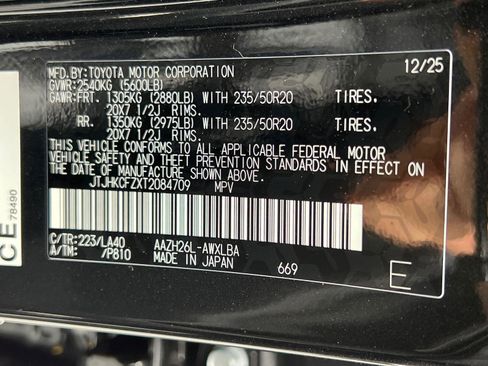 MFD.BY:TOYOTA MOTOR CORPORATION 12/25
GVWR:2540KG (5600LB)
GAWR:FRT. 1305KG (2880LB) WITH 235/50R20 TIRES.
20X7 1/2J RIMS.
RR. 1350KG (2975LB) WITH 235/50R20 TIRES.
20X7 1/2J RIMS.
THIS VEHICLE CONFORMS TO ALL APPLICABLE FEDERAL MOTOR
VEHICLE SAFETY AND THEFT PREVENTION STANDARDS IN EFFECT ON
THE DATE OF MANUFACTURE SHOWN ABOVE.
JTJHKCFZXT2084709 MPV
C/TR:223/LA40 AAZH26L-AWXLBA
A/TM: /P810 MADE IN JAPAN 669 E
CE 78490